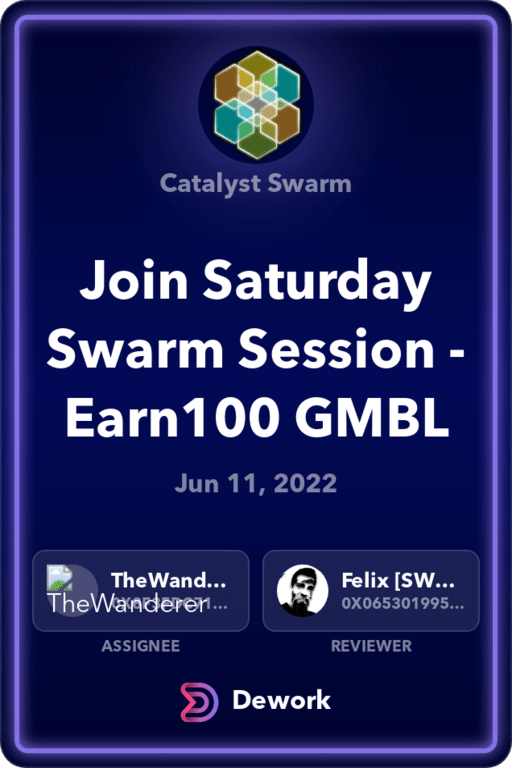 Catalyst Swarm
Join Saturday
Swarm Session -
Earn100 GMBL
Jun 11, 2022
TheWand...
TheWanderer
Felix [SW...
0X065301995...
ASSIGNEE
REVIEWER
Dework